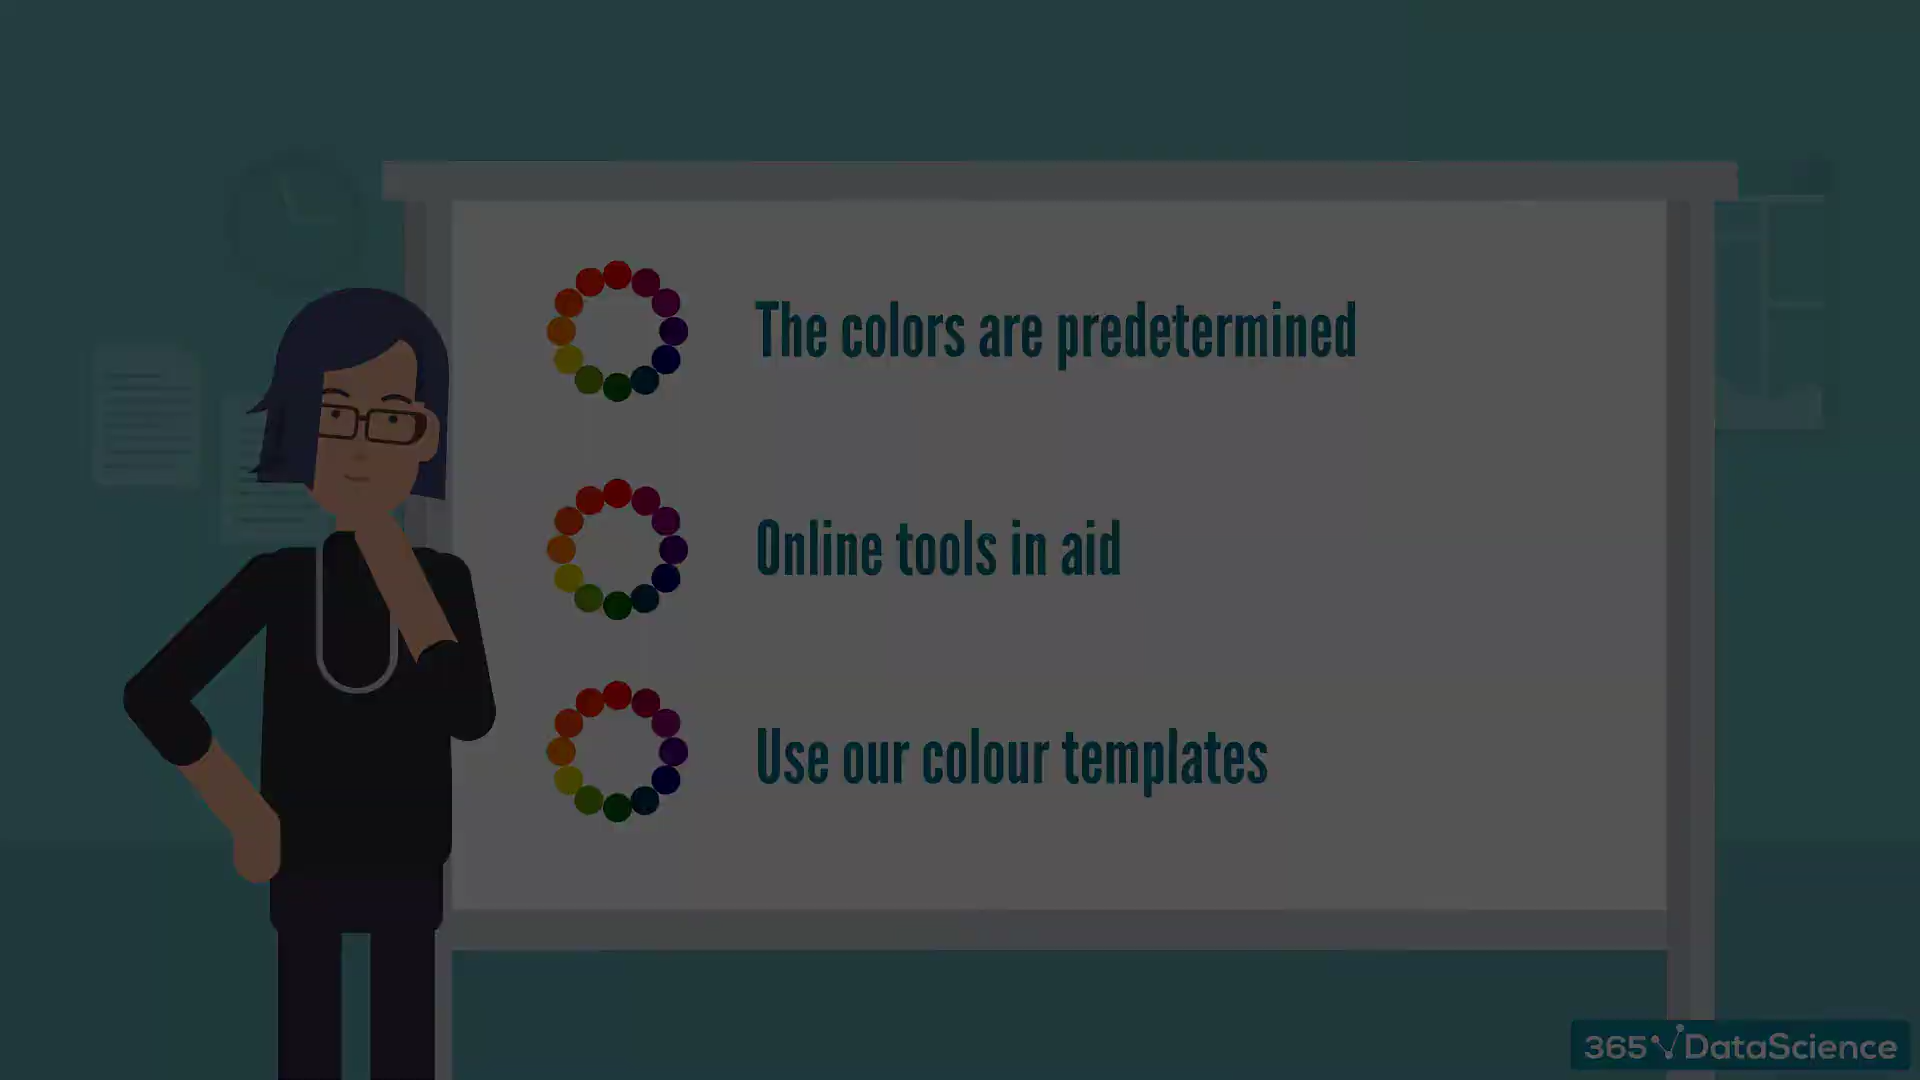 The colors are predetermined
Online tools in aid
Use our colour templates
365 DataScience